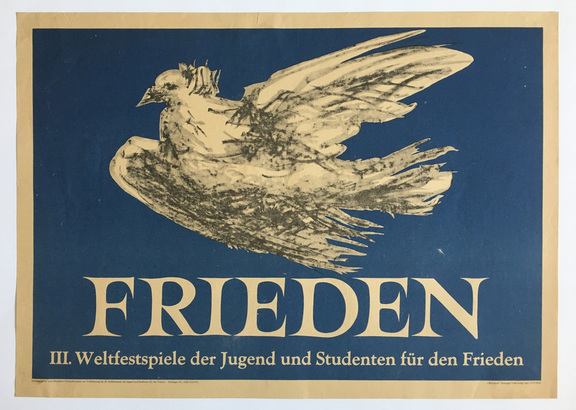 FRIEDEN
III. Weltfestspiele der Jugend und Studenten für den Frieden